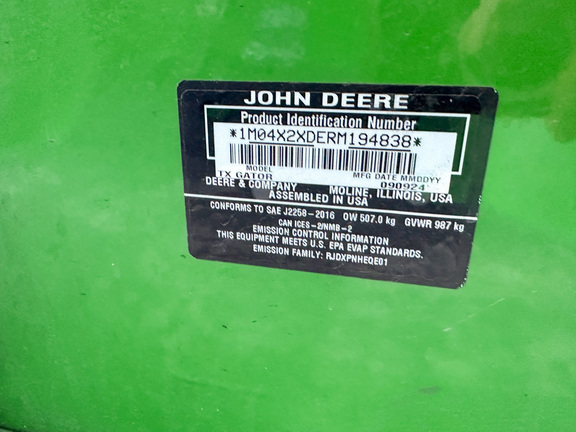 JOHN DEERE
Product Identification Number
*1M04X2XDERM194838*
MODEL MFG DATE MMDDYY
TX GATOR 090924
DEERE & COMPANY MOLINE, ILLINOIS, USA
ASSEMBLED IN USA
CONFORMS TO SAE J2258-2016 OW 507.0 kg GVWR 987 kg
CAN ICES-2/NMB-2
EMISSION CONTROL INFORMATION
THIS EQUIPMENT MEETS U.S. EPA EVAP STANDARDS.
EMISSION FAMILY: RJDXPNHEQE01